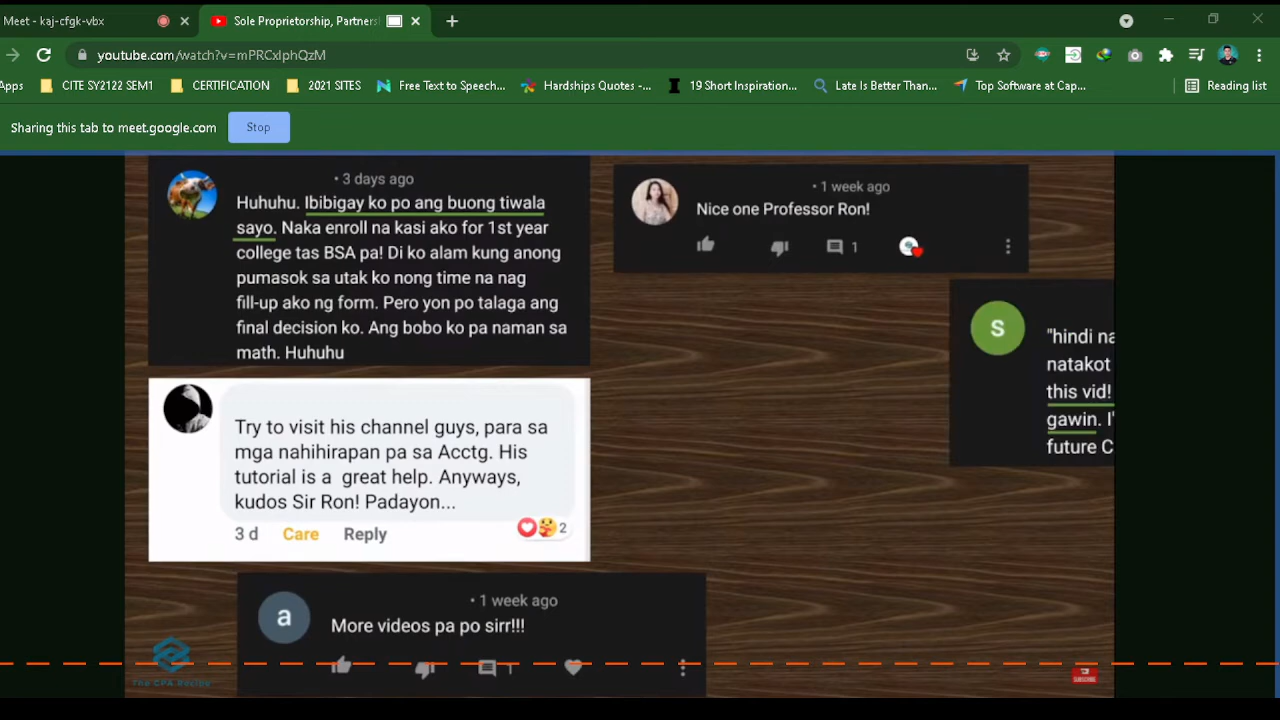 Meet - kaj-cfgk-vbx
Sole Proprietorship, Partners
youtube.com/watch?v=mPRCxlphQzM
Apps
CITE SY2122 SEM1
CERTIFICATION
2021 SITES
Free Text to Speech...
Hardships Quotes -...
19 Short Inspiration...
Late Is Better Than...
Top Software at Cap...
Reading list
Sharing this tab to meet.google.com
Stop
• 3 days ago
Huhuhu. Ibibigay ko po ang buong tiwala
sayo. Naka enroll na kasi ako for 1st year
college tas BSA pa! Di ko alam kung anong
pumasok sa utak ko nong time na nag
fill-up ako ng form. Pero yon po talaga ang
final decision ko. Ang bobo ko pa naman sa
math. Huhuhu
• 1 week ago
Nice one Professor Ron!
1
S
"hindi na
natakot
this vid!
gawin. I'
future C
Try to visit his channel guys, para sa
mga nahihirapan pa sa Acctg. His
tutorial is a great help. Anyways,
kudos Sir Ron! Padayon...
3 d Care Reply
2
a
• 1 week ago
More videos pa po sirr!!!
1
The CPA Recipe
SUBSCRIBE